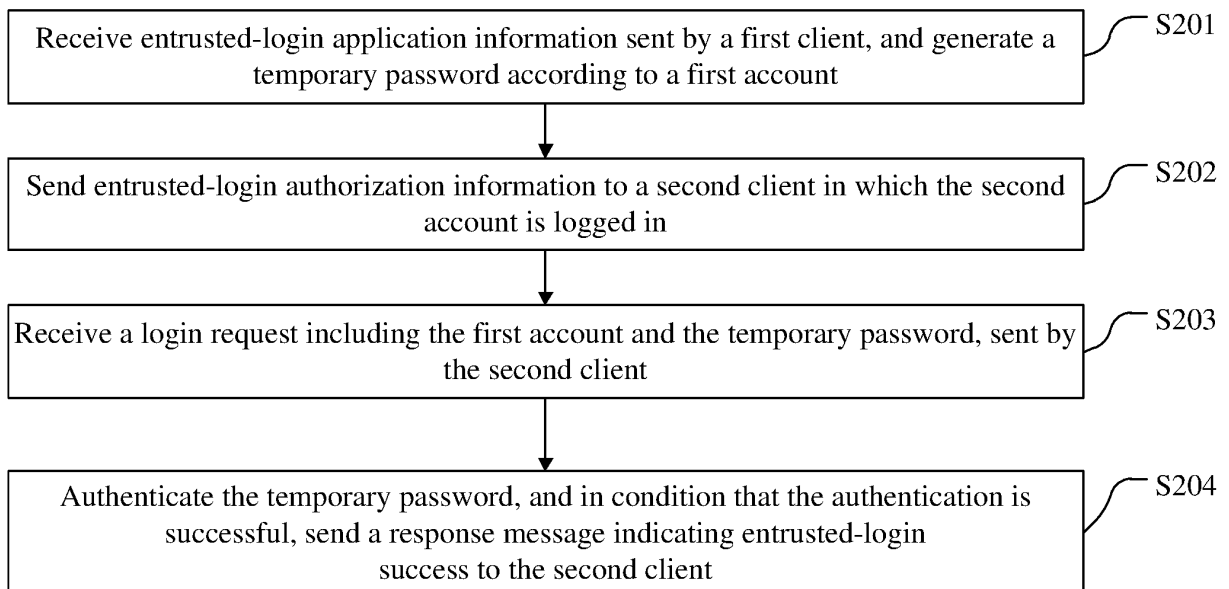 Receive entrusted-login application information sent by a first client, and generate a
temporary password according to a first account
S201
Send entrusted-login authorization information to a second client in which the second
account is logged in
S202
Receive a login request including the first account and the temporary password, sent by
the second client
S203
Authenticate the temporary password, and in condition that the authentication is
successful, send a response message indicating entrusted-login
success to the second client
S204